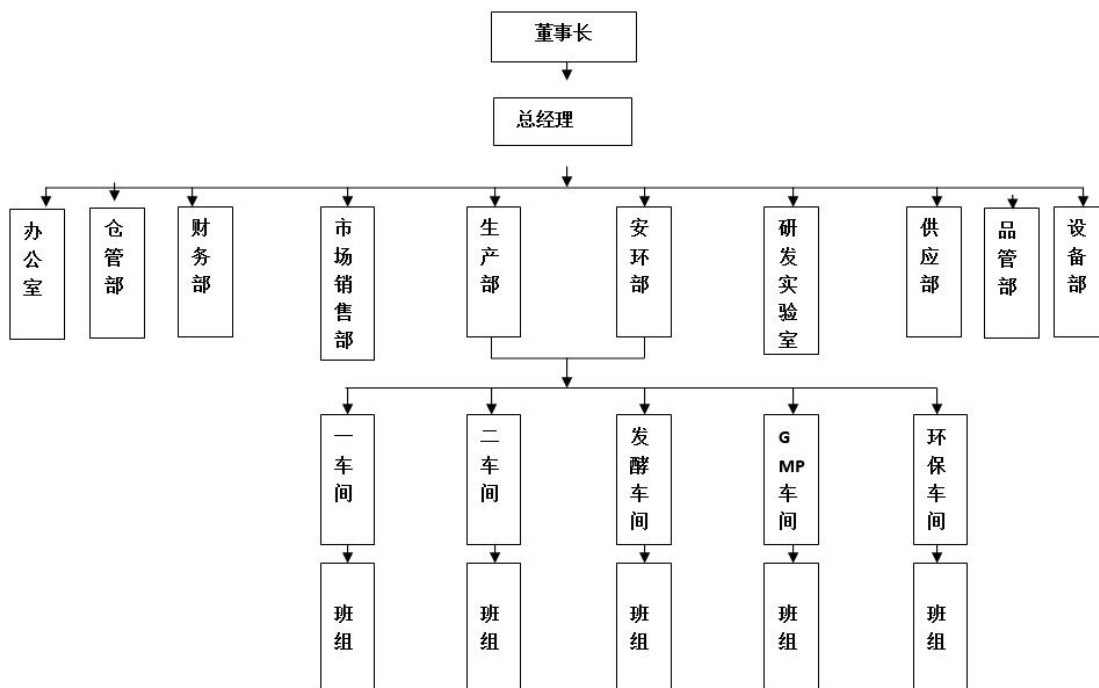 董事长
总经理
办公室
仓管部
财务部
市场销售部
生产部
安环部
研发实验室
供应部
品管部
设备部
一车间
二车间
发酵车间
GMP车间
环保车间
班组
班组
班组
班组
班组